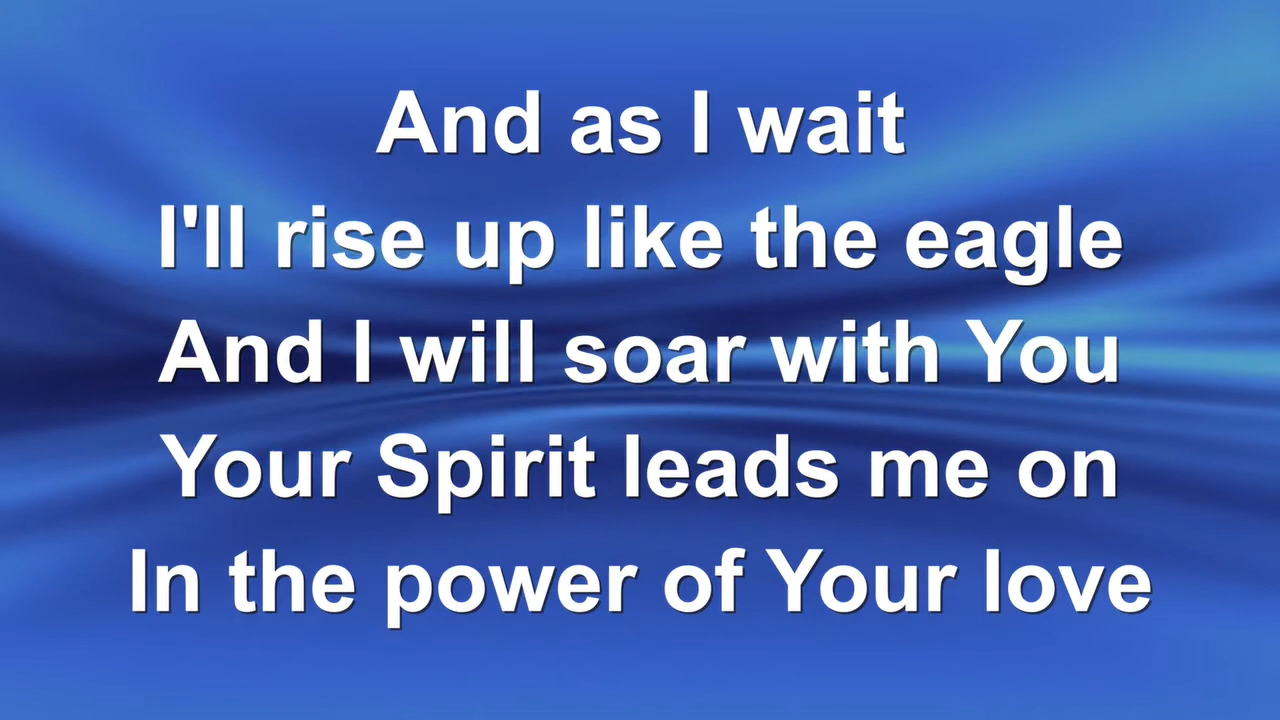 And as I wait
I'll rise up like the eagle
And I will soar with You
Your Spirit leads me on
In the power of Your love